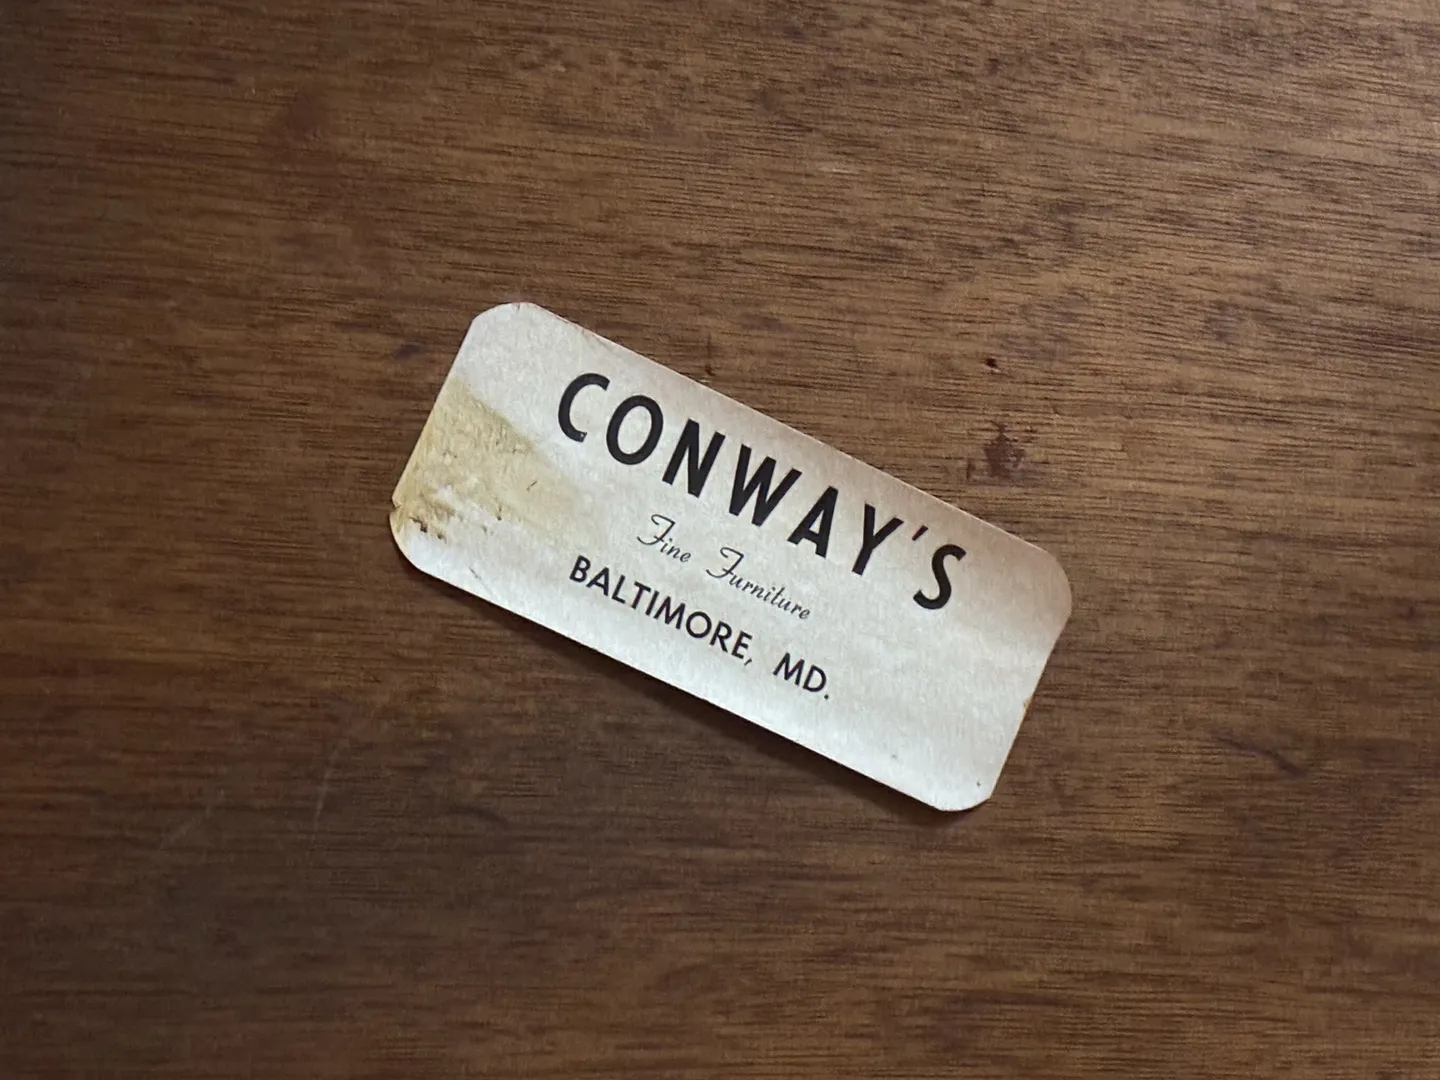 CONWAY'S
Fine Furniture
BALTIMORE, MD.